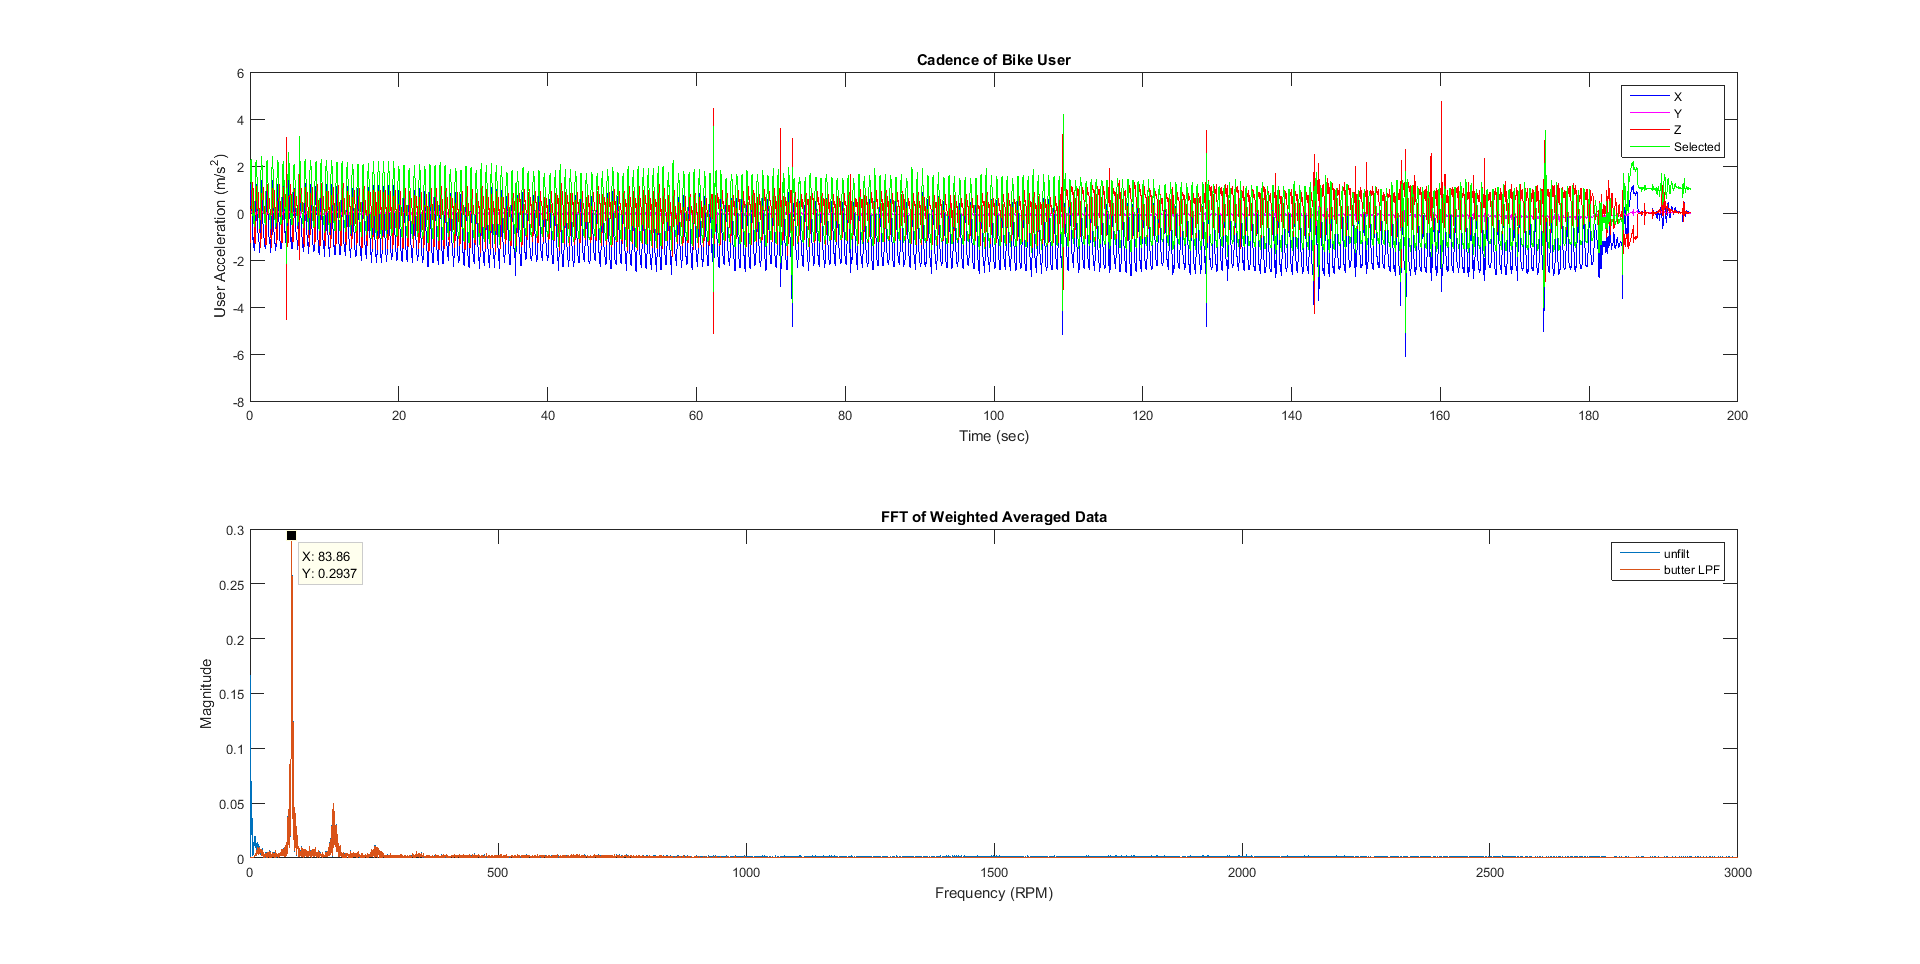 Cadence of Bike User
6
4
2
0
-2
-4
-6
-8
User Acceleration (m/s²)
X
Y
Z
Selected
0 20 40 60 80 100 120 140 160 180 200
Time (sec)
FFT of Weighted Averaged Data
0.3
0.25
0.2
0.15
0.1
0.05
0
Magnitude
X: 83.86
Y: 0.2937
unfilt
butter LPF
0 500 1000 1500 2000 2500 3000
Frequency (RPM)